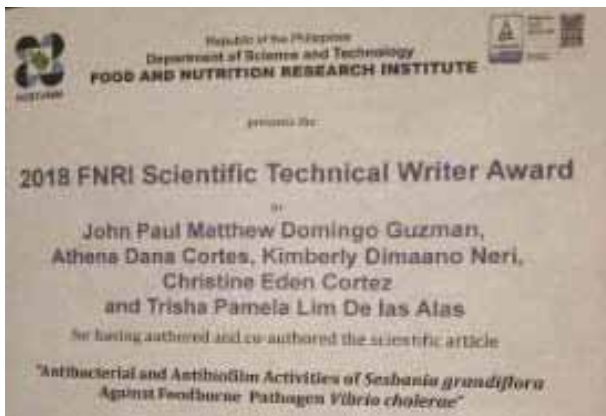 Republic of the Philippines
Department of Science and Technology
FOOD AND NUTRITION RESEARCH INSTITUTE
presents the
2018 FNRI Scientific Technical Writer Award
to
John Paul Matthew Domingo Guzman,
Athena Dana Cortes, Kimberly Dimaano Neri,
Christine Eden Cortez
and Trisha Pamela Lim De las Alas
for having authored and co-authored the scientific article
"Antibacterial and Antibiofilm Activities of Sesbania grandiflora
Against Foodborne Pathogen Vibrio cholerae"